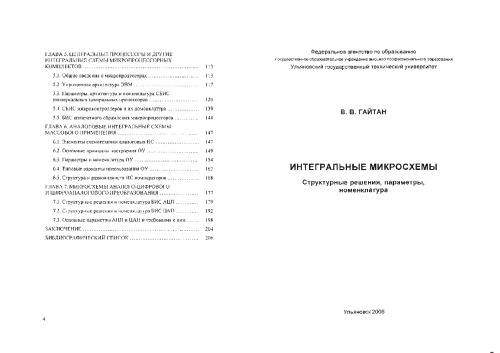 ГЛАВА 5. ЦЕНТРАЛЬНЫЕ ПРОЦЕССОРЫ И ДРУГИЕ
ИНТЕГРАЛЬНЫЕ СХЕМЫ МИКРОПРОЦЕССОРНЫХ
КОМПЛЕКТОВ 113
5.1. Общие сведения о микропроцессорах 113
5.2. Упрощенная архитектура ЭВМ 117
5.3. Параметры, архитектура и номенклатура СБИС
универсальных центральных процессоров
5.4. СБИС микроконтроллеров и их номенклатура 139
5.5. БИС аппаратного обрамления микропроцессоров 144
ГЛАВА 6. АНАЛОГОВЫЕ ИНТЕГРАЛЬНЫЕ СХЕМЫ
МАССОВОГО ПРИМЕНЕНИЯ 147
6.1. Элементы схемотехники аналоговых ИС 147
6.2. Основные принципы построения ОУ
6.3. Параметры и номенклатура ОУ 154
6.4. Типовые варианты использования ОУ 162
6.5. Структура и разновидности ИС компараторов 168
ГЛАВА 7. МИКРОСХЕМЫ АНАЛОГО-ЦИФРОВОГО
И ЦИФРОАНАЛОГОВОГО ПРЕОБРАЗОВАНИЯ 177
7.1. Структурные решения и номенклатура БИС АЦП 179
7.2. Структурные решения и номенклатура БИС ЦАП 192
7.3. Основные параметры АЦП и ЦАП и требования к ним 198
ЗАКЛЮЧЕНИЕ 204
БИБЛИОГРАФИЧЕСКИЙ СПИСОК 206
4
Федеральное агентство по образованию
Государственное образовательное учреждение высшего профессионального образования
Ульяновский государственный технический университет
В. В. ГАЙТАН
ИНТЕГРАЛЬНЫЕ МИКРОСХЕМЫ
Структурные решения, параметры,
номенклатура
Ульяновск 2006